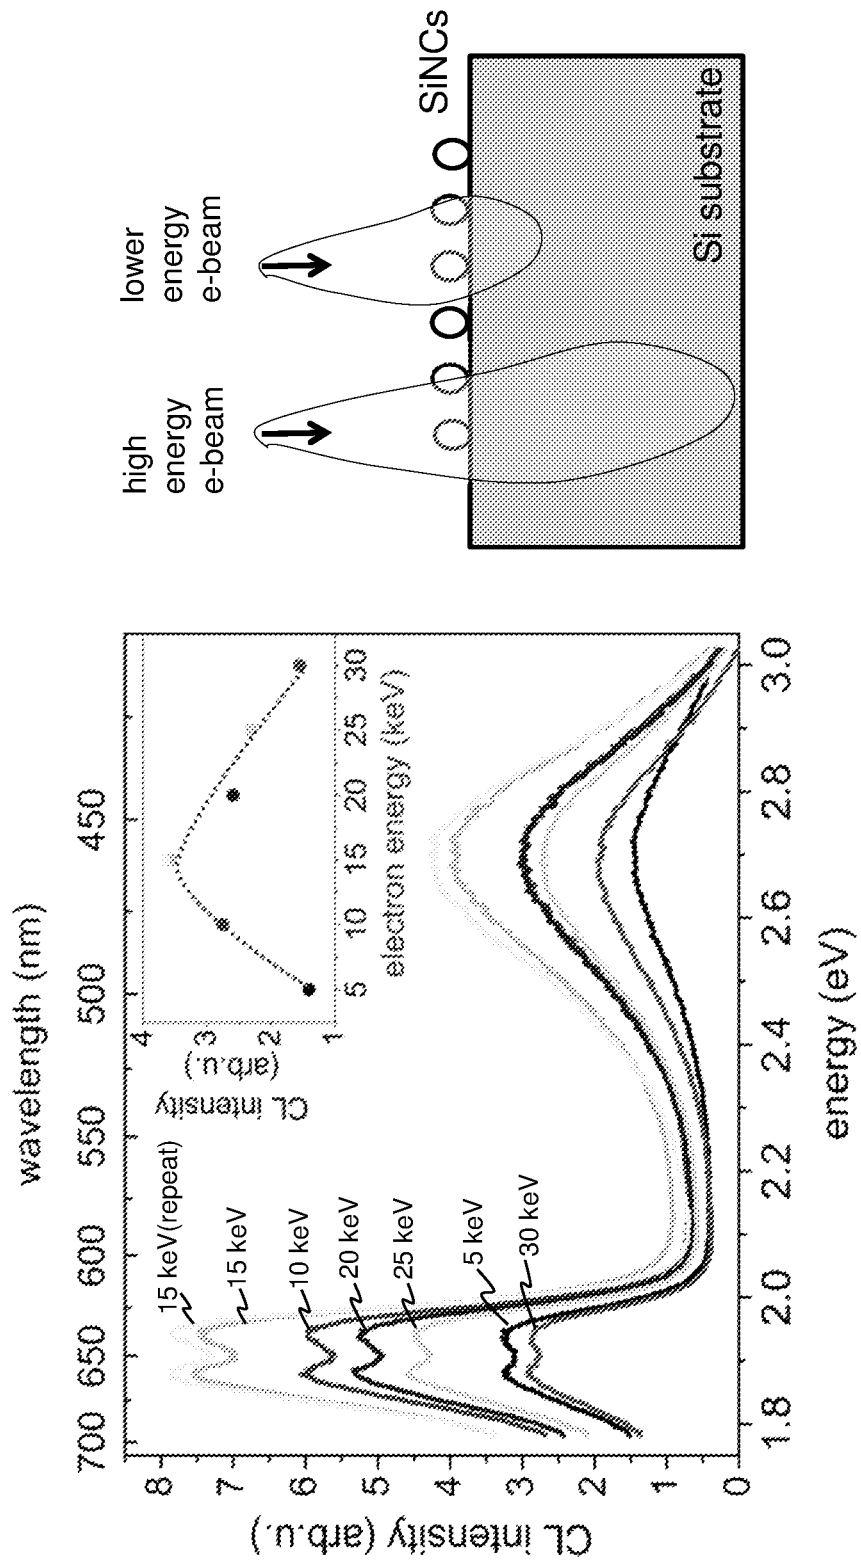 wavelength (nm)
700
650
600
550
500
450
8
7
6
5
4
3
2
1
0
CL intensity (arb.u.)
15 keV(repeat)
15 keV
10 keV
20 keV
25 keV
5 keV
30 keV
4
3
2
1
CL intensity
(arb.u.)
5
10
15
20
25
30
electron energy (keV)
1.8
2.0
2.2
2.4
2.6
2.8
3.0
energy (eV)
high
energy
e-beam
lower
energy
e-beam
SiNCs
Si substrate